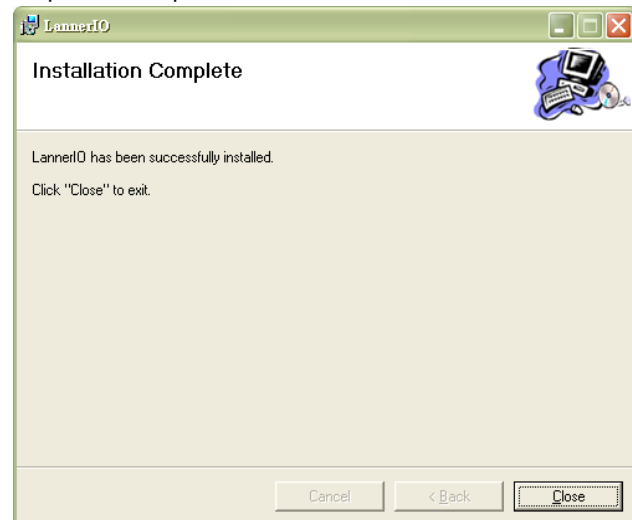 LannerIO
Installation Complete
LannerIO has been successfully installed.
Click "Close" to exit.
Cancel
< Back
Close